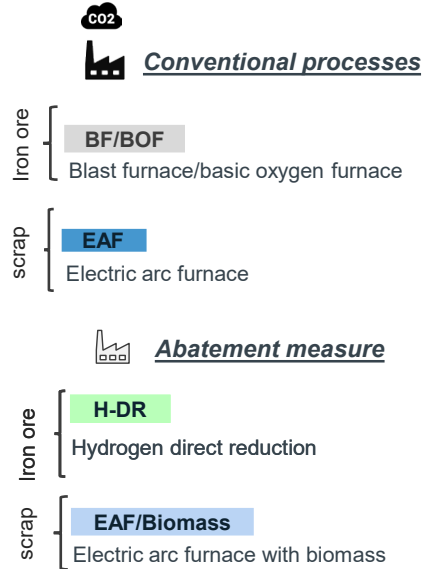 CO2
Conventional processes
Iron ore
BF/BOF
Blast furnace/basic oxygen furnace
scrap
EAF
Electric arc furnace
Abatement measure
Iron ore
H-DR
Hydrogen direct reduction
scrap
EAF/Biomass
Electric arc furnace with biomass